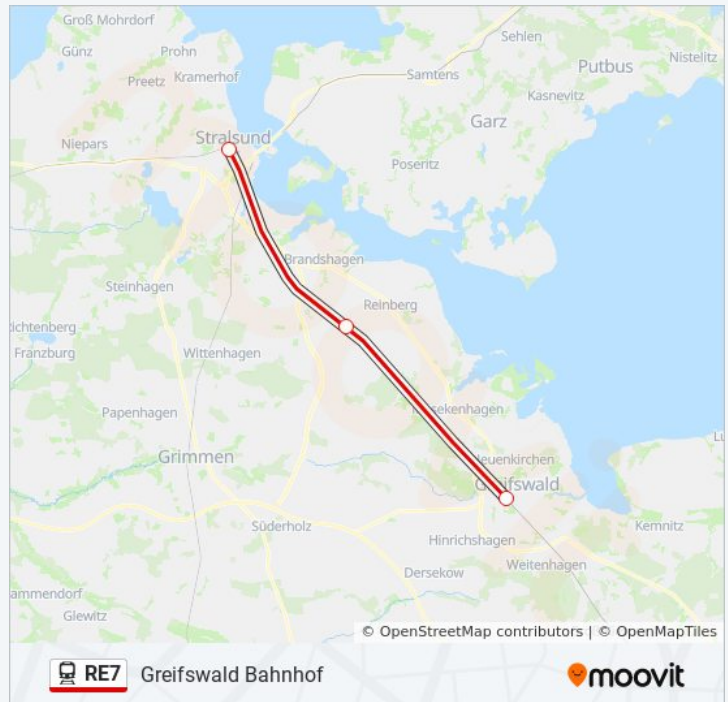 Groß Mohrdorf
Sehlen
Günz
Prohn
Putbus
Nistelitz
Preetz
Kramerhof
Samtens
Kasnevitz
Garz
Stralsund
Niepars
Poseritz
Brandshagen
Steinhagen
Reinberg
Franzburg
Wittenhagen
Papenhagen
Grimmen
Greifswald
Süderholz
Kemnitz
Hinrichshagen
Weitenhagen
Dersekow
Glewitz
© OpenStreetMap contributors | © OpenMapTiles
RE7 Greifswald Bahnhof
moovit